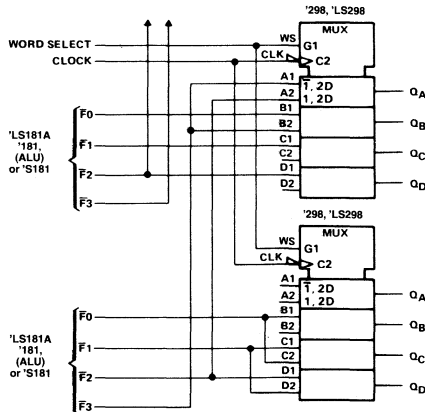 '298, 'LS298
MUX
WORD SELECT
WS
G1
CLOCK
CLK
C2
A1
1̅, 2D
QA
A2
1, 2D
B1
F̅0
QB
B2
'LS181A
'181,
(ALU)
or 'S181
F̅1
C1
QC
C2
F̅2
D1
QD
D2
F̅3
'298, 'LS298
MUX
WS
G1
CLK
C2
A1
1̅, 2D
QA
A2
1, 2D
F̅0
B1
QB
B2
'LS181A
'181,
(ALU)
or 'S181
F̅1
C1
QC
C2
F̅2
D1
QD
D2
F̅3